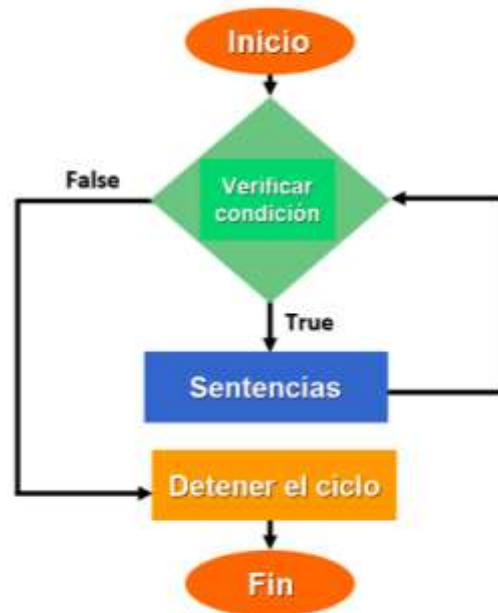 Inicio
Verificar
condición
False
True
Sentencias
Detener el ciclo
Fin